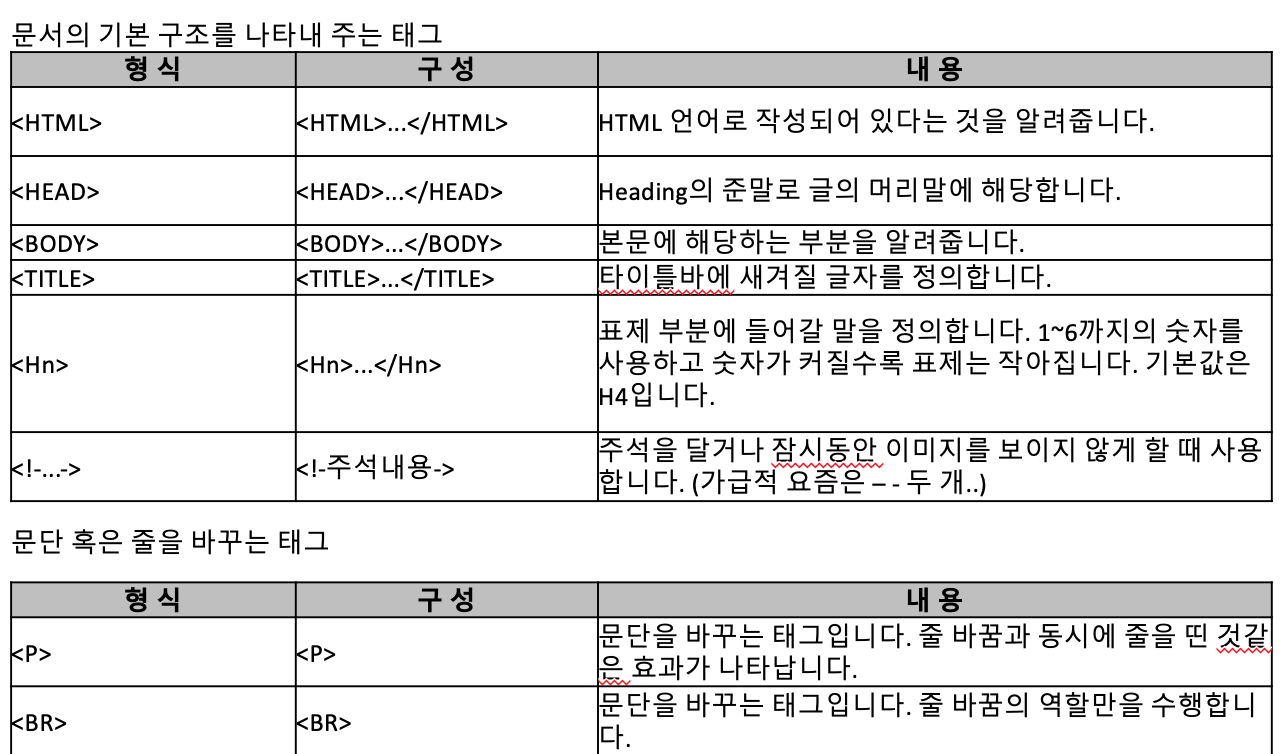 문서의 기본 구조를 나타내 주는 태그
형 식 구 성 내 용
<HTML> <HTML>...</HTML> HTML 언어로 작성되어 있다는 것을 알려줍니다.
<HEAD> <HEAD>...</HEAD> Heading의 준말로 글의 머리말에 해당합니다.
<BODY> <BODY>...</BODY> 본문에 해당하는 부분을 알려줍니다.
<TITLE> <TITLE>...</TITLE> 타이틀바에 새겨질 글자를 정의합니다.
<Hn> <Hn>...</Hn> 표제 부분에 들어갈 말을 정의합니다. 1~6까지의 숫자를
사용하고 숫자가 커질수록 표제는 작아집니다. 기본값은
H4입니다.
<!-...-> <!-주석내용-> 주석을 달거나 잠시동안 이미지를 보이지 않게 할 때 사용
합니다. (가급적 요즘은 – - 두 개..)
문단 혹은 줄을 바꾸는 태그
형 식 구 성 내 용
<P> <P> 문단을 바꾸는 태그입니다. 줄 바꿈과 동시에 줄을 띤 것같
은 효과가 나타납니다.
<BR> <BR> 문단을 바꾸는 태그입니다. 줄 바꿈의 역할만을 수행합니
다.